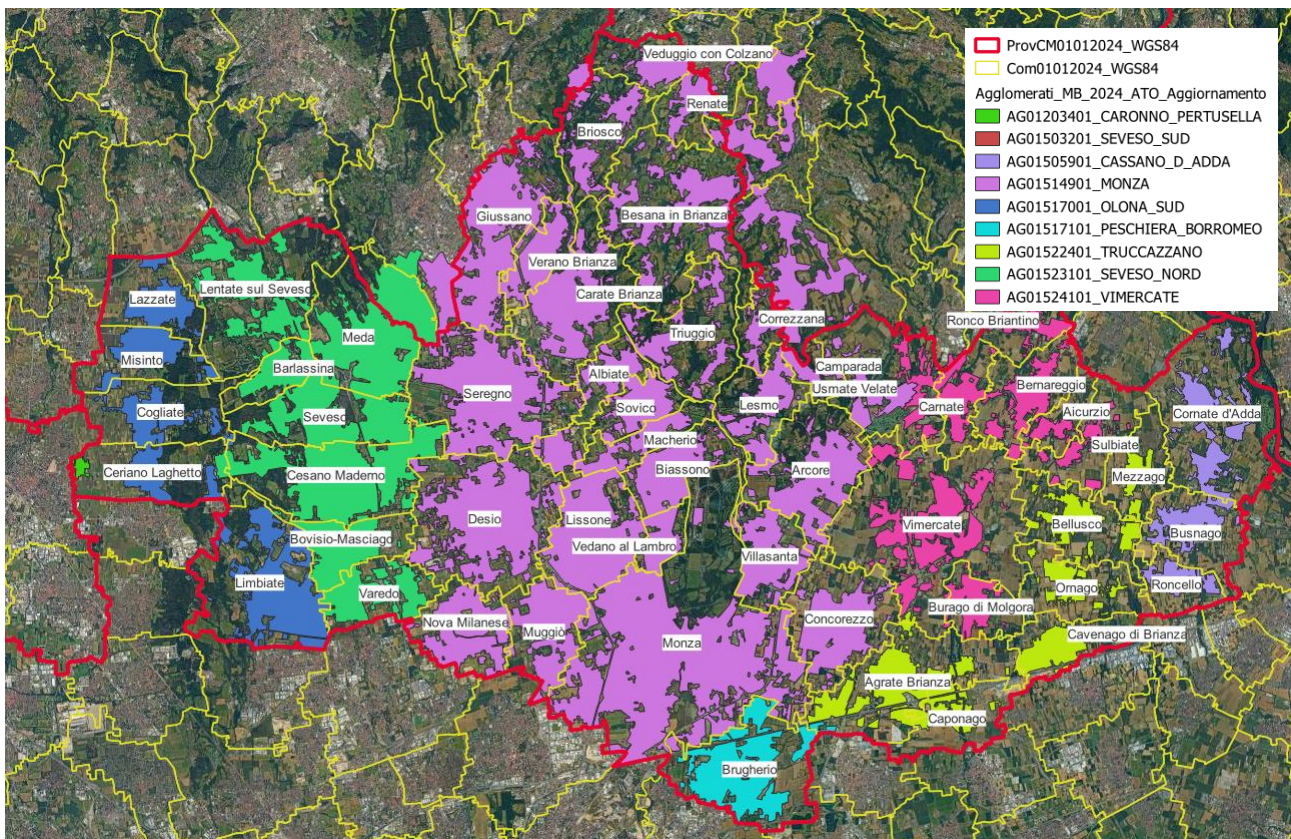 ProvCM01012024_WGS84
Com01012024_WGS84
Agglomerati_MB_2024_ATO_Aggiornamento
AG01203401_CARONNO_PERTUSELLA
AG01503201_SEVESO_SUD
AG01505901_CASSANO_D_ADDA
AG01514901_MONZA
AG01517001_OLONA_SUD
AG01517101_PESCHIERA_BORROMEO
AG01522401_TRUCCAZZANO
AG01523101_SEVESO_NORD
AG01524101_VIMERCATE
Veduggio con Colzano
Renate
Briosco
Giussano
Besana in Brianza
Verano Brianza
Lentate sul Seveso
Carate Brianza
Lazzate
Correzzana
Ronco Briantino
Triuggio
Meda
Misinto
Barlassina
Albiate
Camparada
Seregno
Usmate Velate
Bernareggio
Cogliate
Seveso
Sovico
Lesmo
Carnate
Aicurzio
Cornate d'Adda
Macherio
Sulbiate
Ceriano Laghetto
Cesano Maderno
Biassono
Arcore
Mezzago
Desio
Lissone
Vimercate
Bellusco
Busnago
Bovisio-Masciago
Vedano al Lambro
Villasanta
Limbiate
Varedo
Ornago
Roncello
Nova Milanese
Muggiò
Monza
Concorezzo
Burago di Molgora
Cavenago di Brianza
Agrate Brianza
Caponago
Brugherio